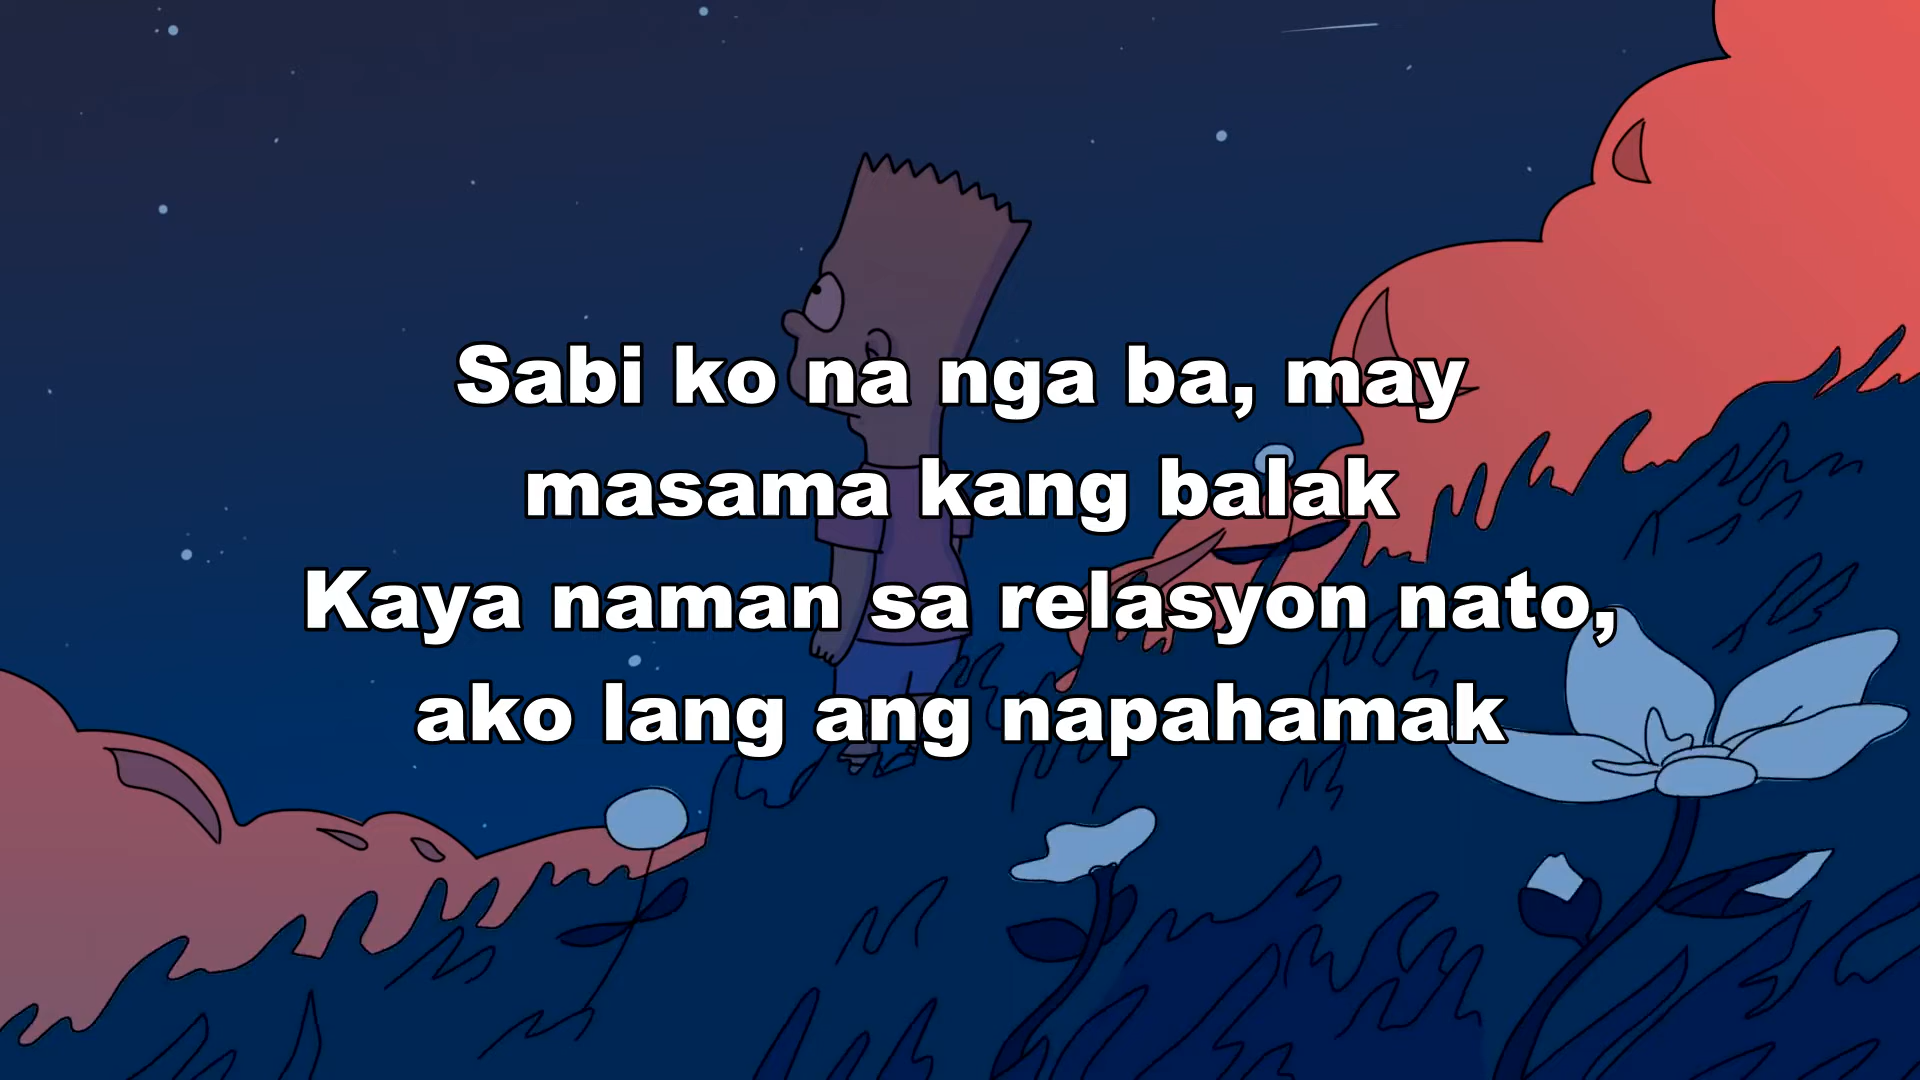 Sabi ko na nga ba, may
masama kang balak
Kaya naman sa relasyon nato,
ako lang ang napahamak